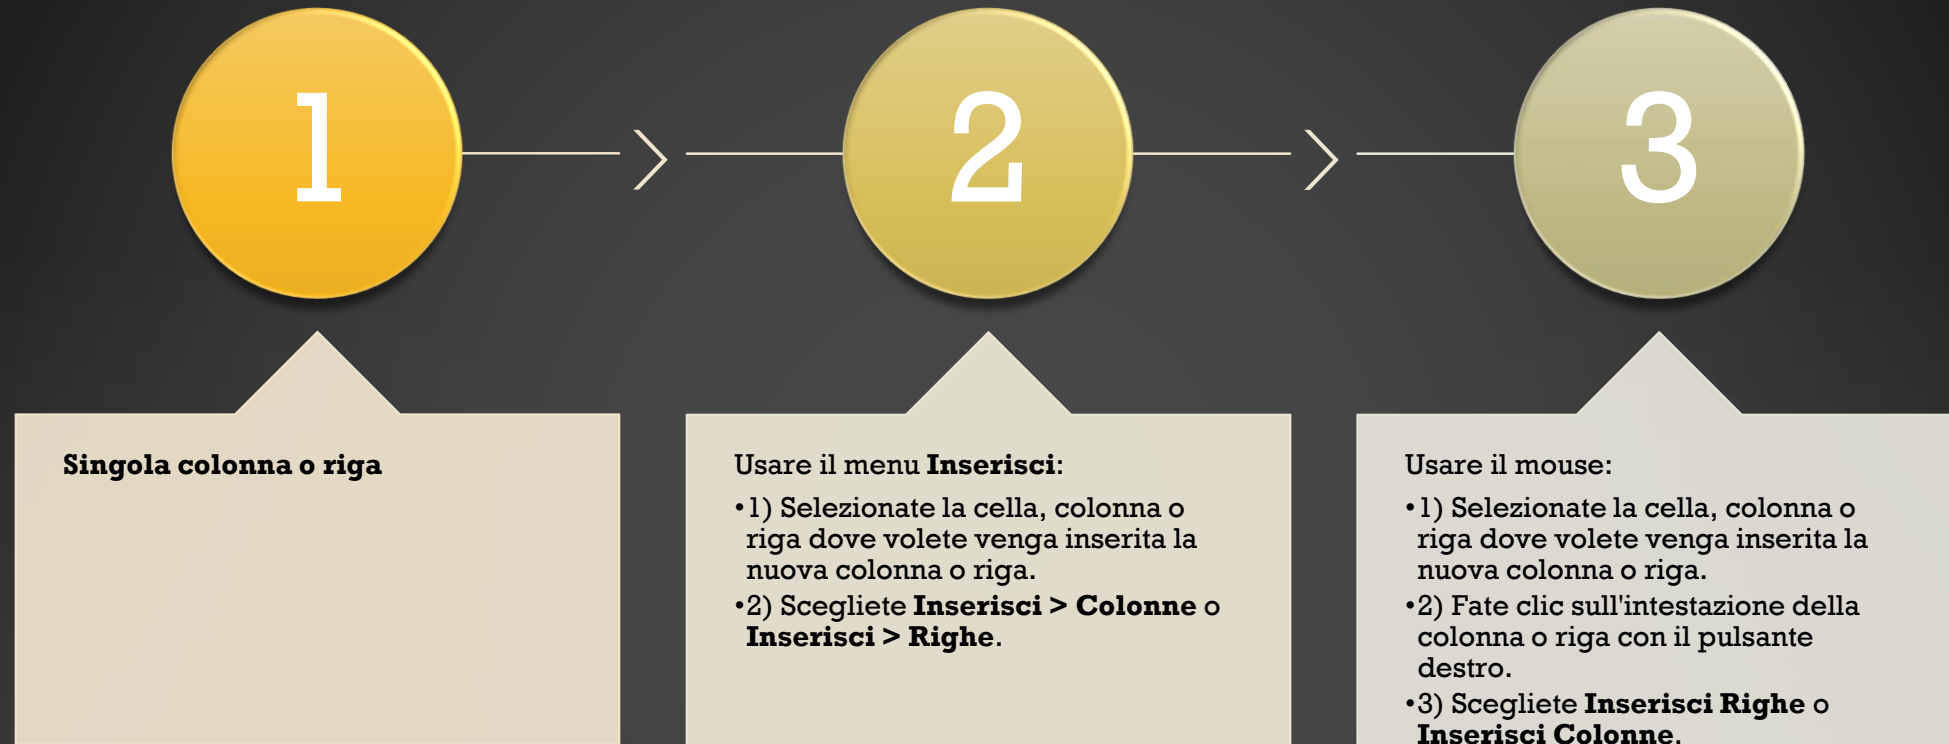 1
2
3
Singola colonna o riga
Usare il menu Inserisci:
•1) Selezionate la cella, colonna o
riga dove volete venga inserita la
nuova colonna o riga.
•2) Scegliete Inserisci > Colonne o
Inserisci > Righe.
Usare il mouse:
•1) Selezionate la cella, colonna o
riga dove volete venga inserita la
nuova colonna o riga.
•2) Fate clic sull'intestazione della
colonna o riga con il pulsante
destro.
•3) Scegliete Inserisci Righe o
Inserisci Colonne.